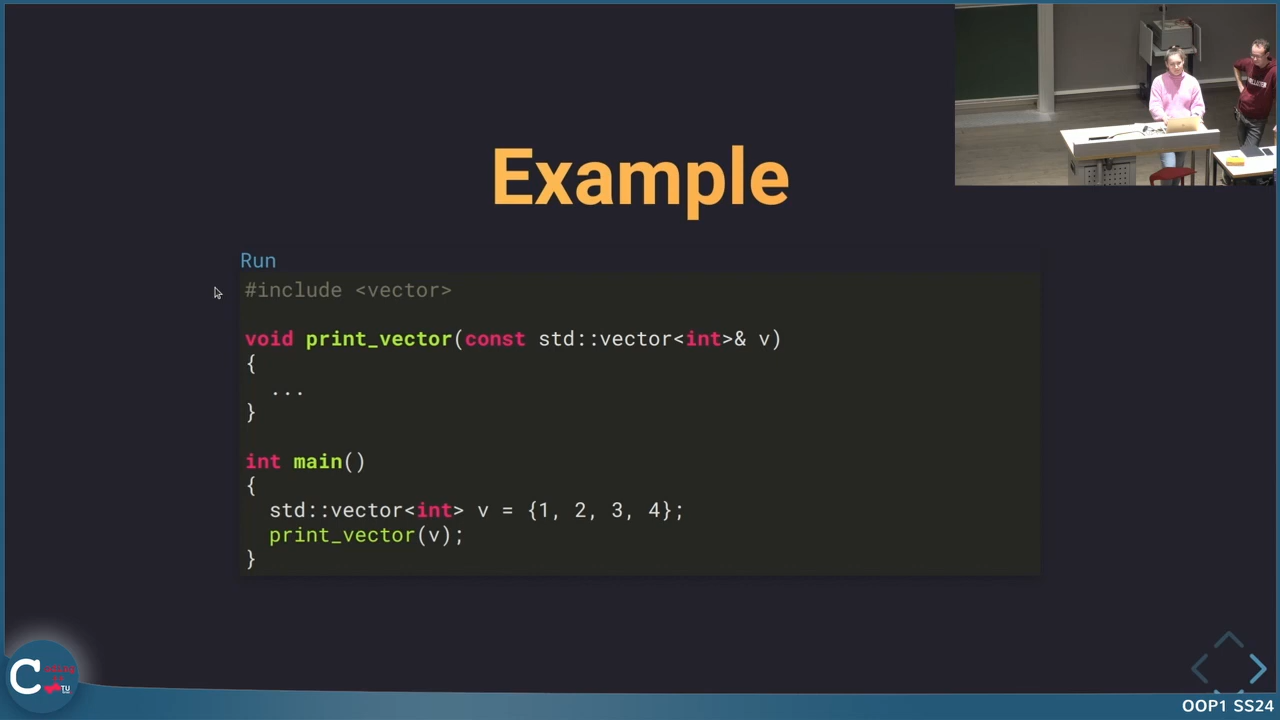 Example
Run
#include <vector>
void print_vector(const std::vector<int>& v)
{
...
}
int main()
{
std::vector<int> v = {1, 2, 3, 4};
print_vector(v);
}
C
TU
OOP1 SS24